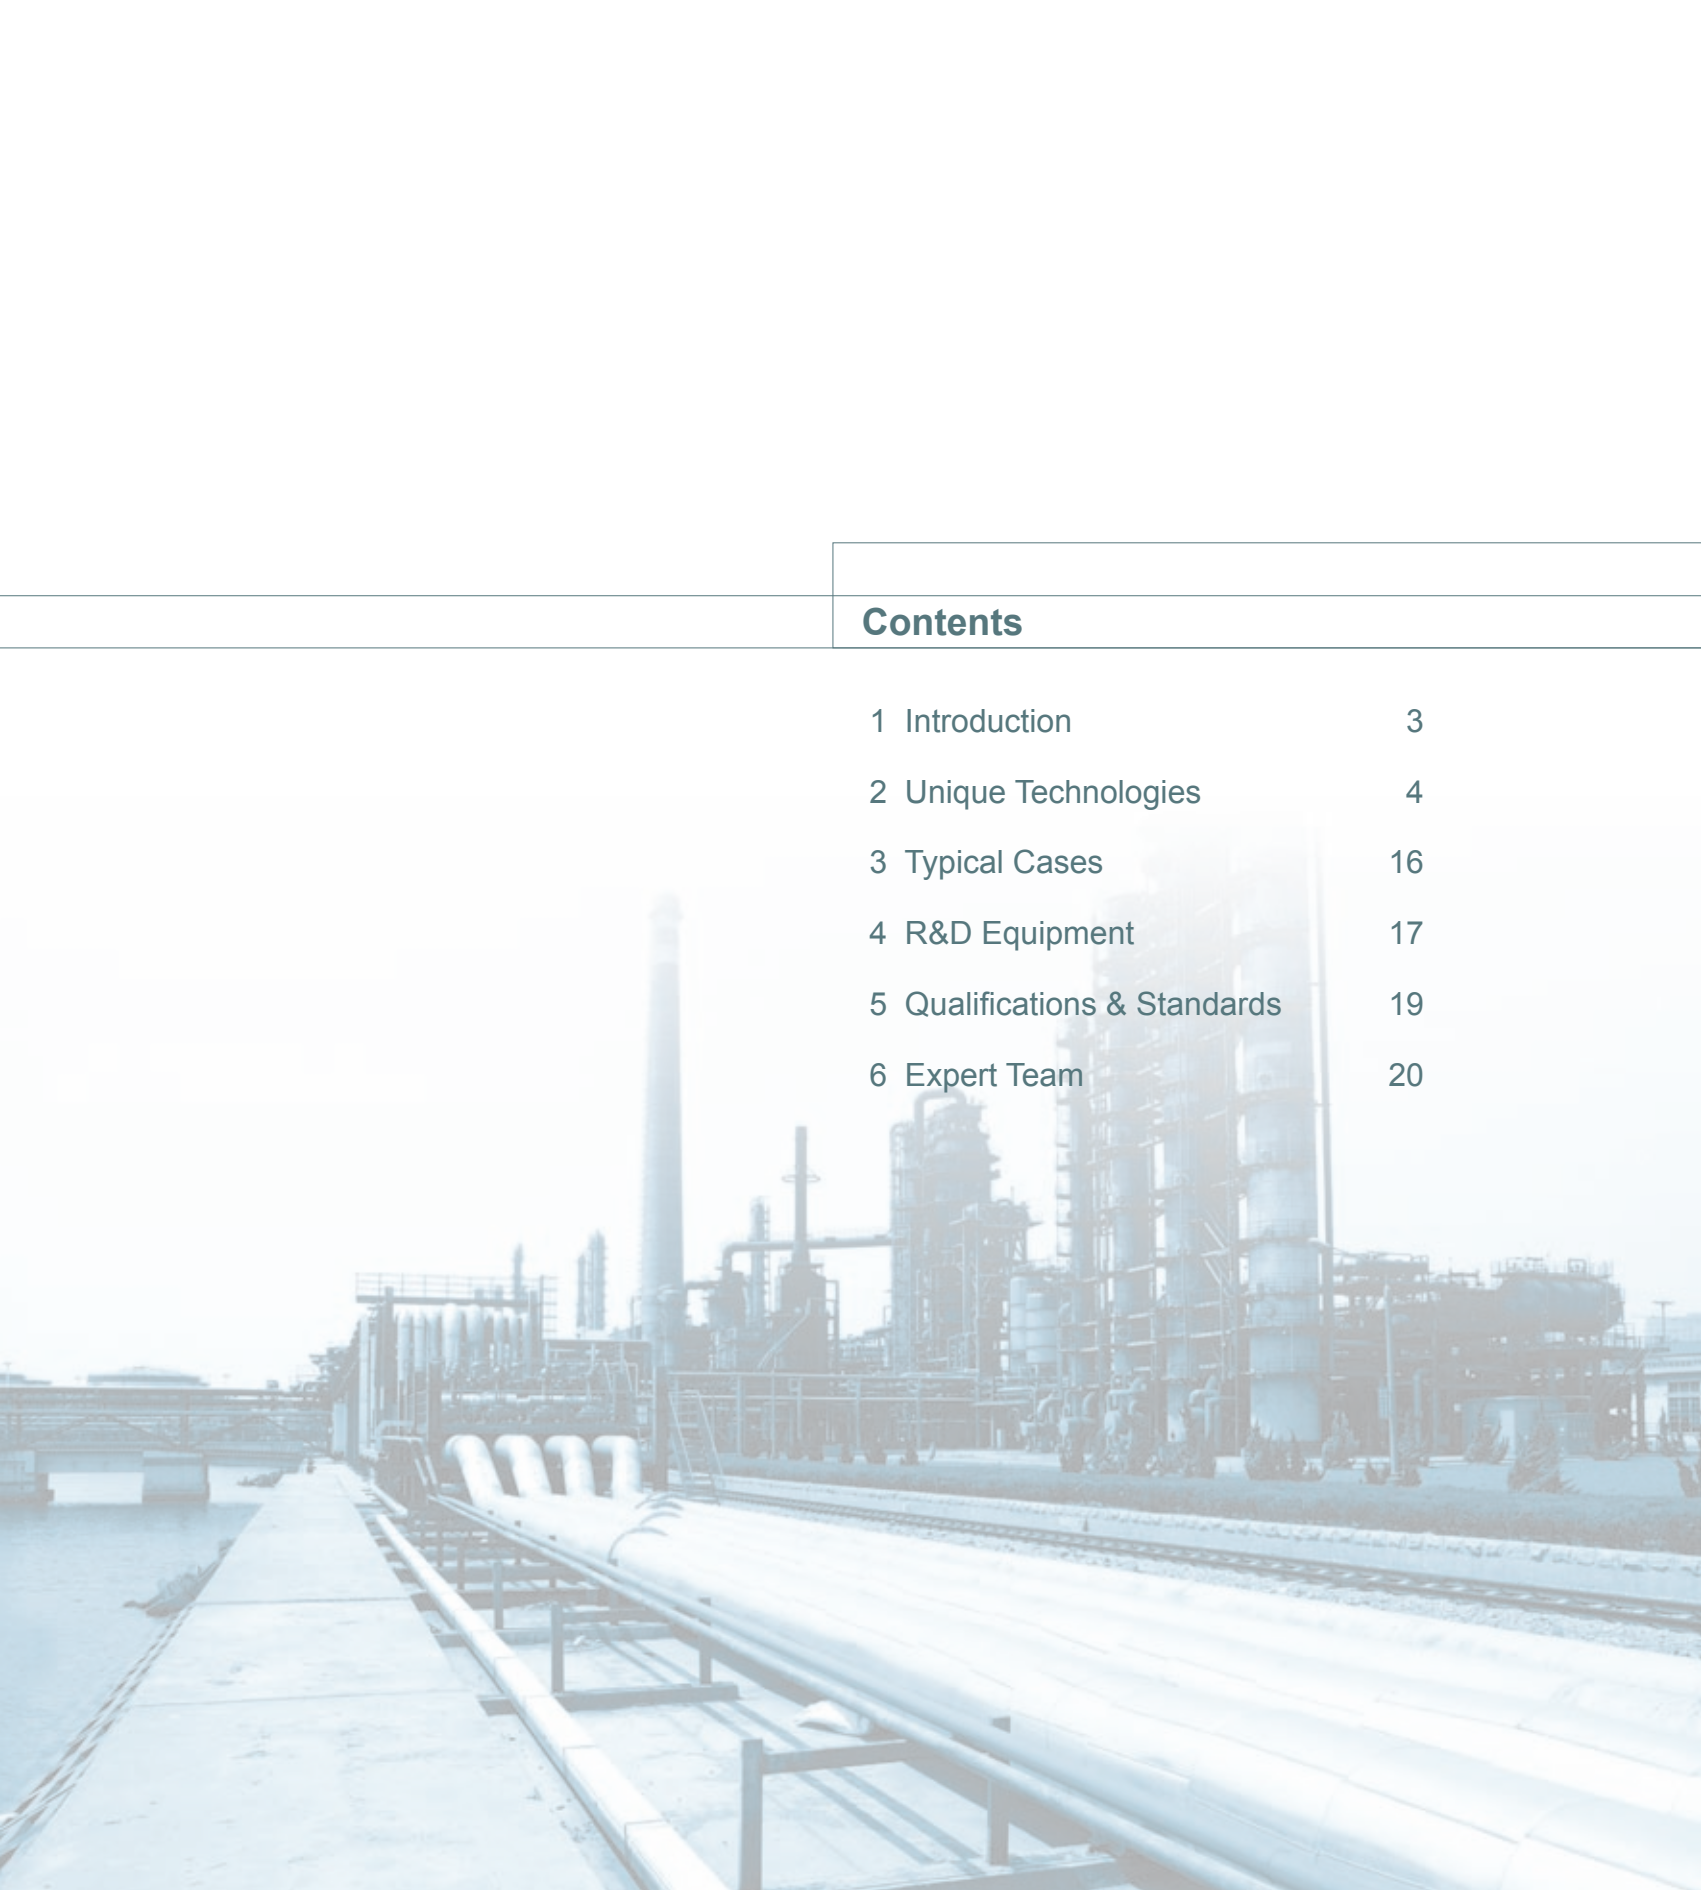 Contents
1 Introduction 3
2 Unique Technologies 4
3 Typical Cases 16
4 R&D Equipment 17
5 Qualifications & Standards 19
6 Expert Team 20